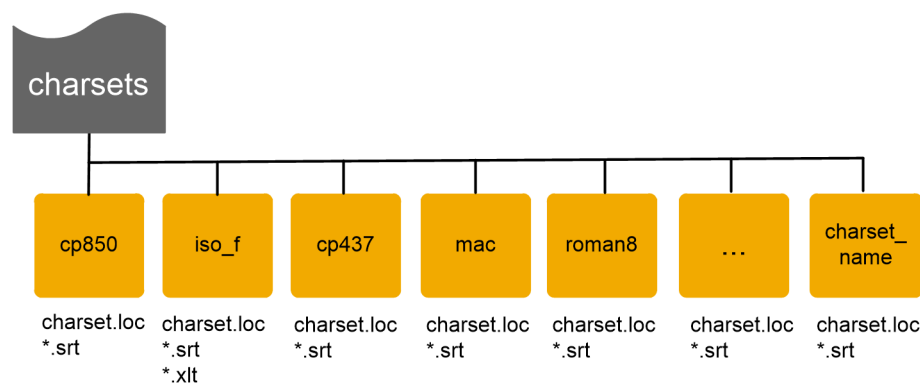 charsets
cp850
iso_f
cp437
mac
roman8
...
charset_
name
charset.loc
*.srt
charset.loc
*.srt
*.xlt
charset.loc
*.srt
charset.loc
*.srt
charset.loc
*.srt
charset.loc
*.srt
charset.loc
*.srt